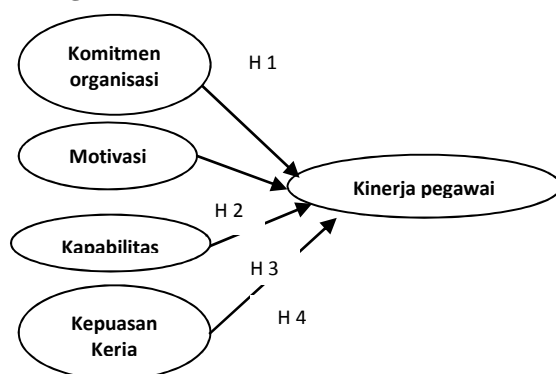 Komitmen
organisasi
H 1
Motivasi
Kinerja pegawai
H 2
Kapabilitas
H 3
Kepuasan
Kerja
H 4